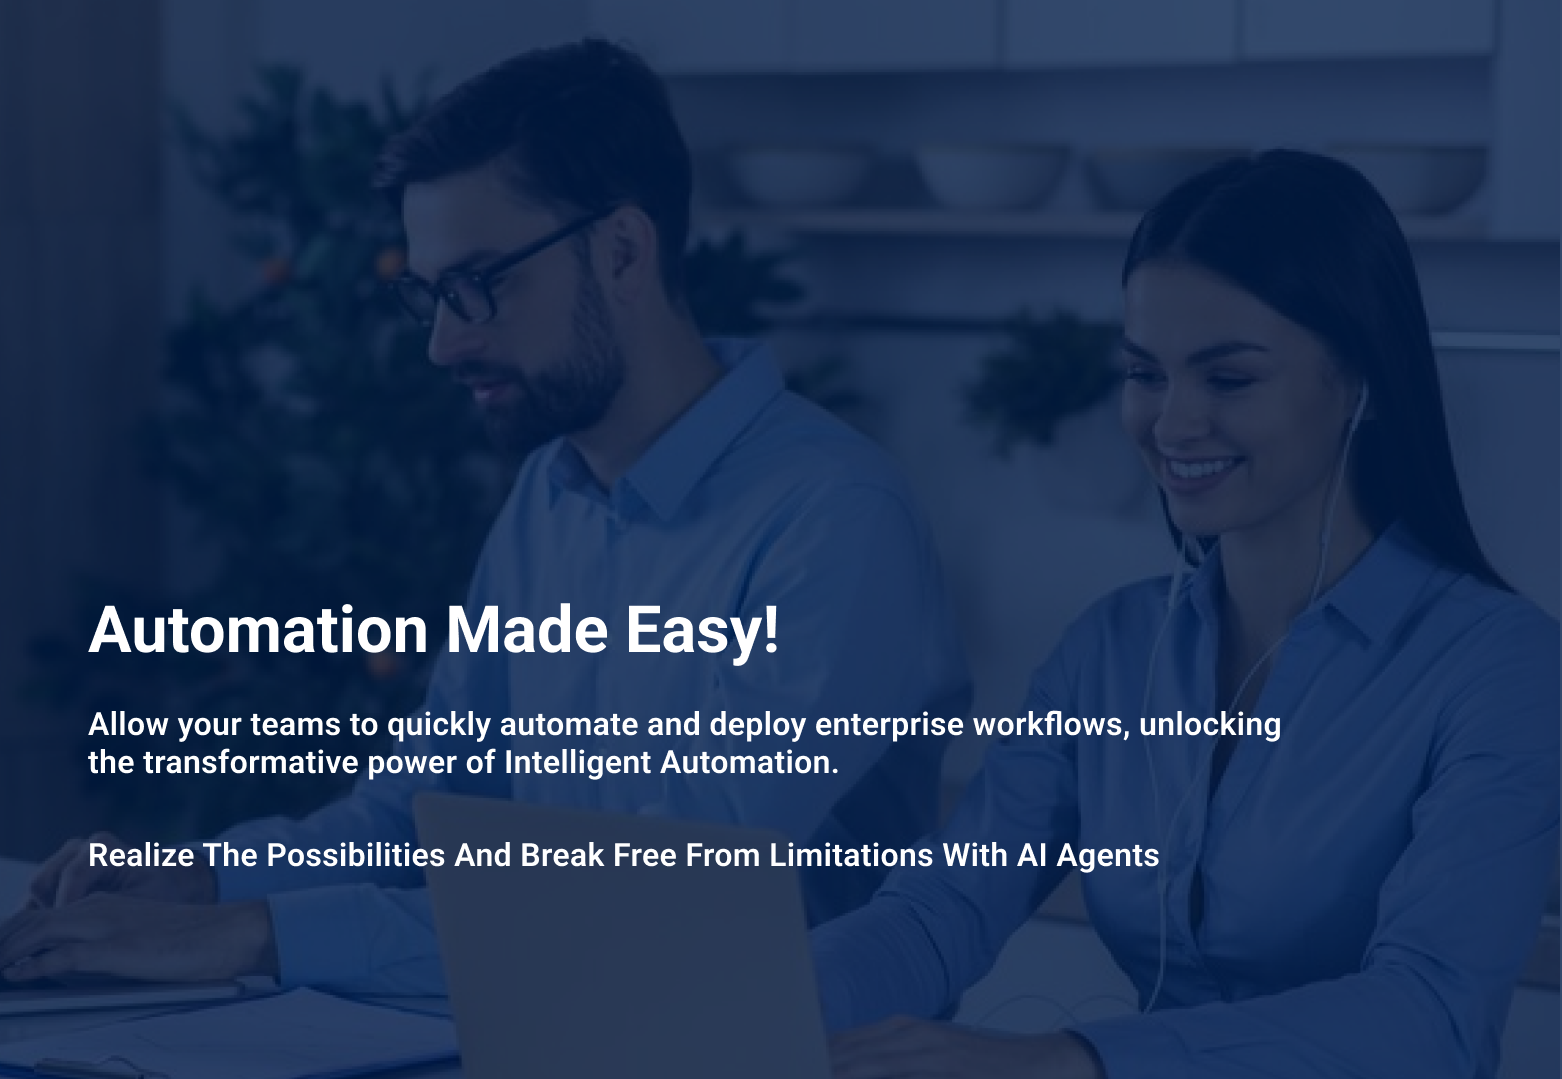 Automation Made Easy!
Allow your teams to quickly automate and deploy enterprise workflows, unlocking
the transformative power of Intelligent Automation.
Realize The Possibilities And Break Free From Limitations With AI Agents